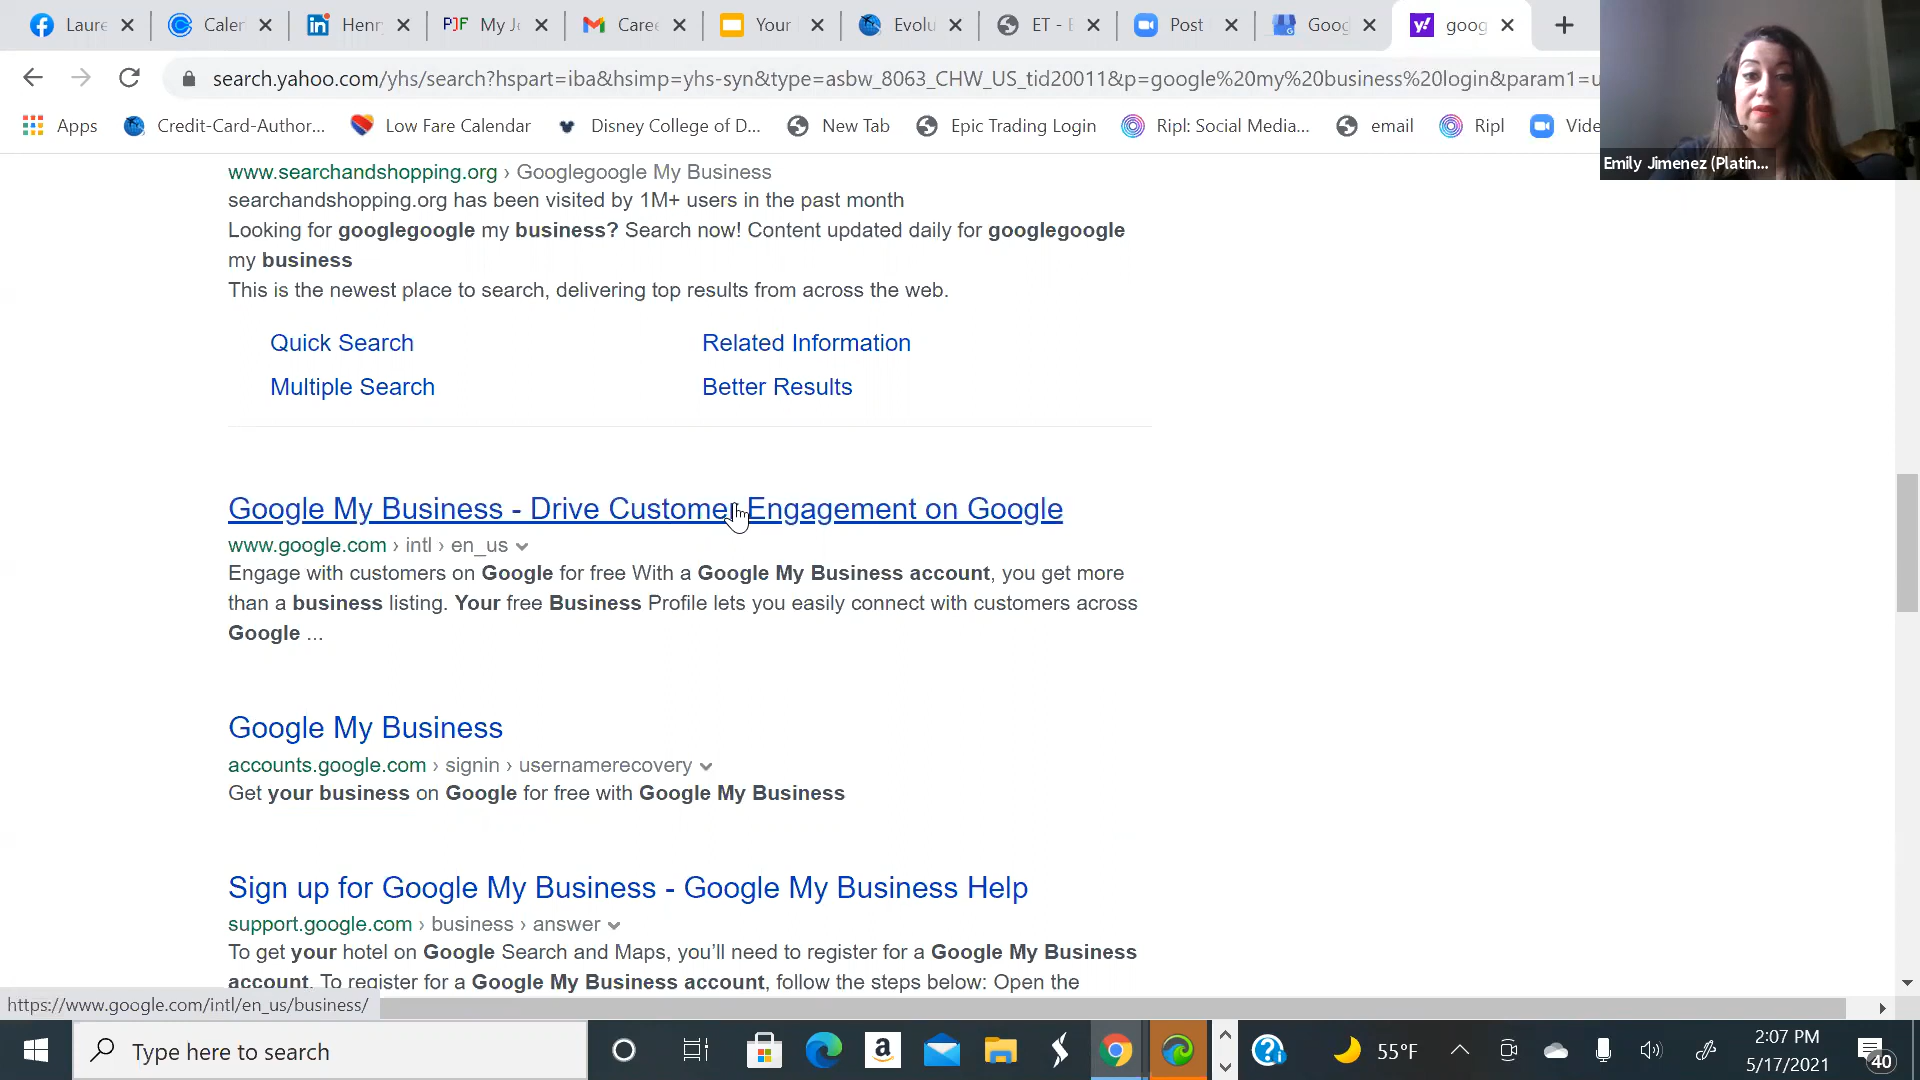 Laure
Caler
Henr
PJF My Jo
Caree
Your
Evolu
ET - E
Post
Goog
goog
search.yahoo.com/yhs/search?hspart=iba&hsimp=yhs-syn&type=asbw_8063_CHW_US_tid20011&p=google%20my%20business%20login&param1=u
Apps
Credit-Card-Author...
Low Fare Calendar
Disney College of D...
New Tab
Epic Trading Login
Ripl: Social Media...
email
Ripl
Vide
Emily Jimenez (Platin...
www.searchandshopping.org › Googlegoogle My Business
searchandshopping.org has been visited by 1M+ users in the past month
Looking for googlegoogle my business? Search now! Content updated daily for googlegoogle
my business
This is the newest place to search, delivering top results from across the web.
Quick Search
Related Information
Multiple Search
Better Results
Google My Business - Drive Customer Engagement on Google
www.google.com › intl › en_us
Engage with customers on Google for free With a Google My Business account, you get more
than a business listing. Your free Business Profile lets you easily connect with customers across
Google ...
Google My Business
accounts.google.com › signin › usernamerecovery
Get your business on Google for free with Google My Business
Sign up for Google My Business - Google My Business Help
support.google.com › business › answer
To get your hotel on Google Search and Maps, you'll need to register for a Google My Business
account. To register for a Google My Business account, follow the steps below: Open the
https://www.google.com/intl/en_us/business/
Type here to search
55°F
2:07 PM
5/17/2021
40